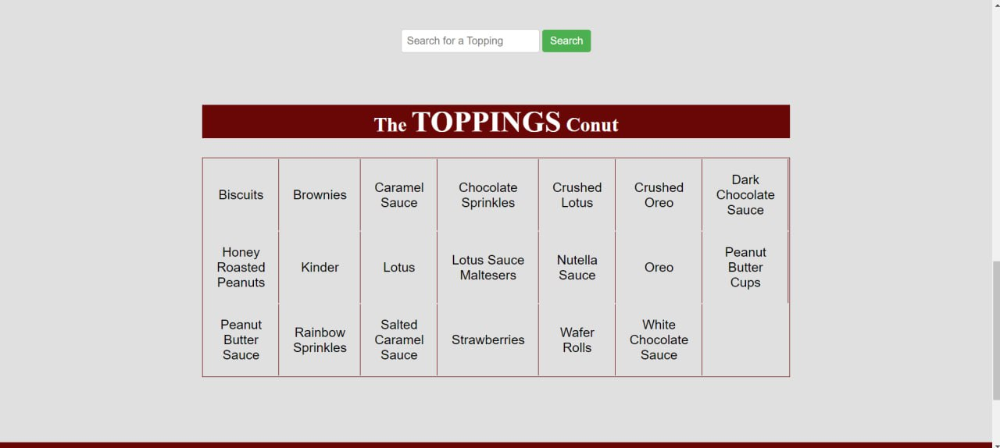 Search for a Topping Search
The TOPPINGS Conut
Biscuits
Brownies
Caramel
Sauce
Chocolate
Sprinkles
Crushed
Lotus
Crushed
Oreo
Dark
Chocolate
Sauce
Honey
Roasted
Peanuts
Kinder
Lotus
Lotus Sauce
Maltesers
Nutella
Sauce
Oreo
Peanut
Butter
Cups
Peanut
Butter
Sauce
Rainbow
Sprinkles
Salted
Caramel
Sauce
Strawberries
Wafer
Rolls
White
Chocolate
Sauce